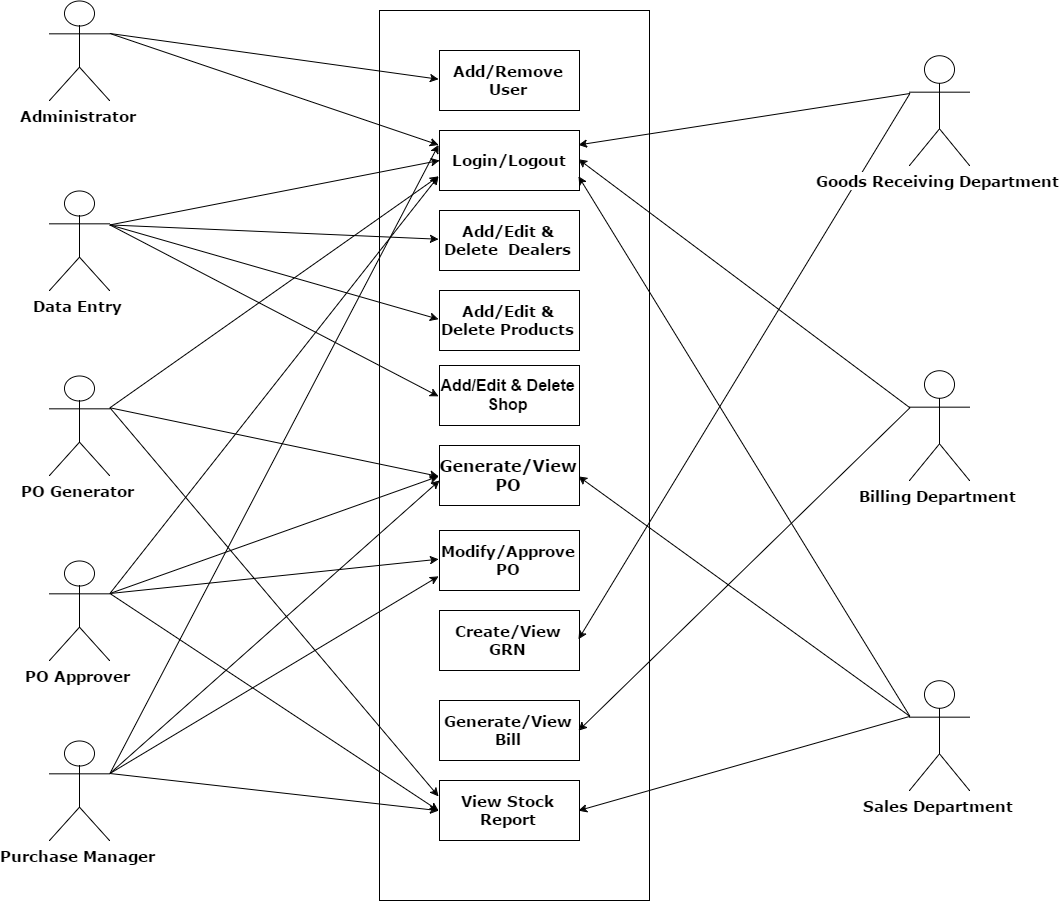 Administrator
Data Entry
PO Generator
PO Approver
Purchase Manager
Add/Remove
User
Login/Logout
Add/Edit &
Delete  Dealers
Add/Edit &
Delete Products
Add/Edit & Delete
Shop
Generate/View
PO
Modify/Approve
PO
Create/View
GRN
Generate/View
Bill
View Stock
Report
Goods Receiving Department
Billing Department
Sales Department